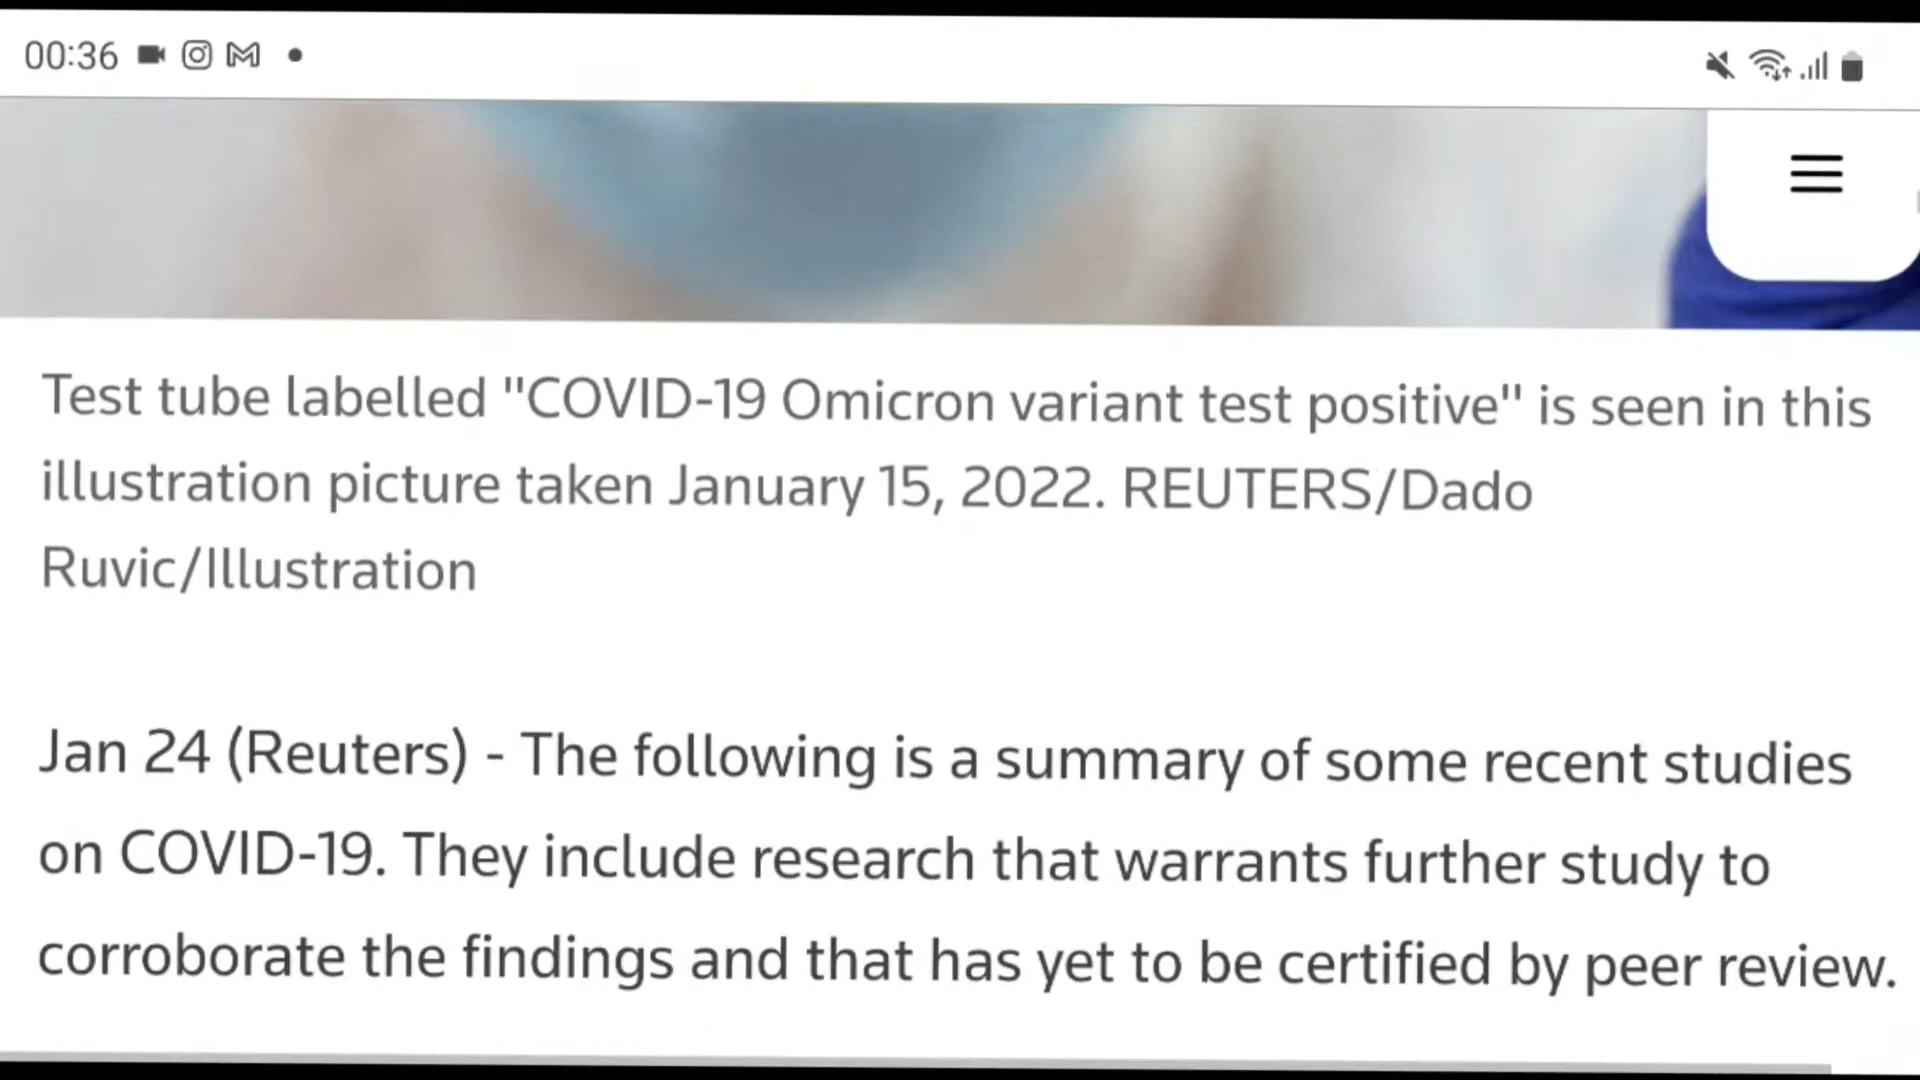 00:36
Test tube labelled "COVID-19 Omicron variant test positive" is seen in this
illustration picture taken January 15, 2022. REUTERS/Dado
Ruvic/Illustration
Jan 24 (Reuters) - The following is a summary of some recent studies
on COVID-19. They include research that warrants further study to
corroborate the findings and that has yet to be certified by peer review.